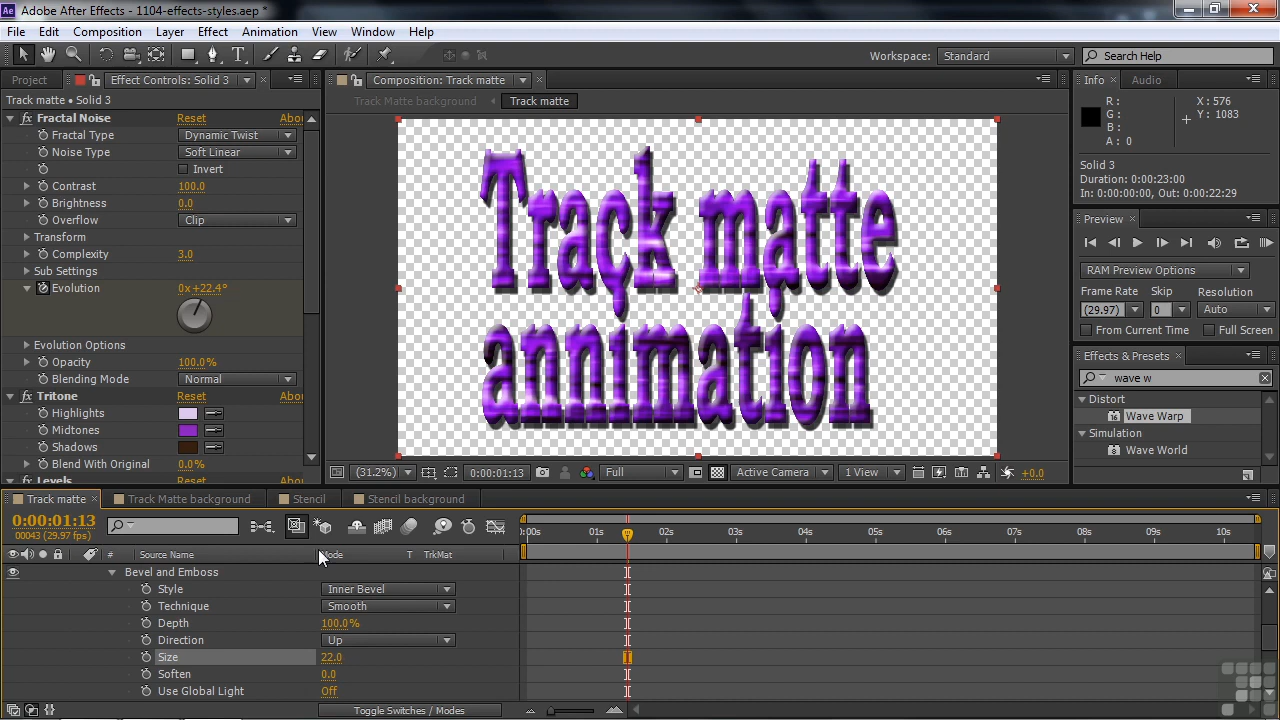 Ae Adobe After Effects - 1104-effects-styles.aep *
File Edit Composition Layer Effect Animation View Window Help
Workspace: Standard Search Help
Project Effect Controls: Solid 3 Composition: Track matte Info Audio
Track matte • Solid 3 Track Matte background Track matte
fx Fractal Noise Reset Abou
Fractal Type Dynamic Twist
Noise Type Soft Linear
Invert
Contrast 100.0
Brightness 0.0
Overflow Clip
Transform
Complexity 3.0
Sub Settings
Evolution 0x+22.4°
Evolution Options
Opacity 100.0%
Blending Mode Normal
fx Tritone Reset Abou
Highlights
Midtones
Shadows
Blend With Original 0.0%
fx Levels Reset Abou
Track matte
annimation
(31.2%) 0:00:01:13 Full Active Camera 1 View +0.0
R: X: 576
G: Y: 1083
B:
A: 0
Solid 3
Duration: 0:00:23:00
In: 0:00:00:00, Out: 0:00:22:29
Preview
RAM Preview Options
Frame Rate Skip Resolution
(29.97) 0 Auto
From Current Time Full Screen
Effects & Presets
wave w
Distort
16 Wave Warp
Simulation
Wave World
Track matte Track Matte background Stencil Stencil background
0:00:01:13
00043 (29.97 fps)
:00s 01s 02s 03s 04s 05s 06s 07s 08s 09s 10s
# Source Name Mode T TrkMat
Bevel and Emboss
Style Inner Bevel
Technique Smooth
Depth 100.0%
Direction Up
Size 22.0
Soften 0.0
Use Global Light Off
Toggle Switches / Modes